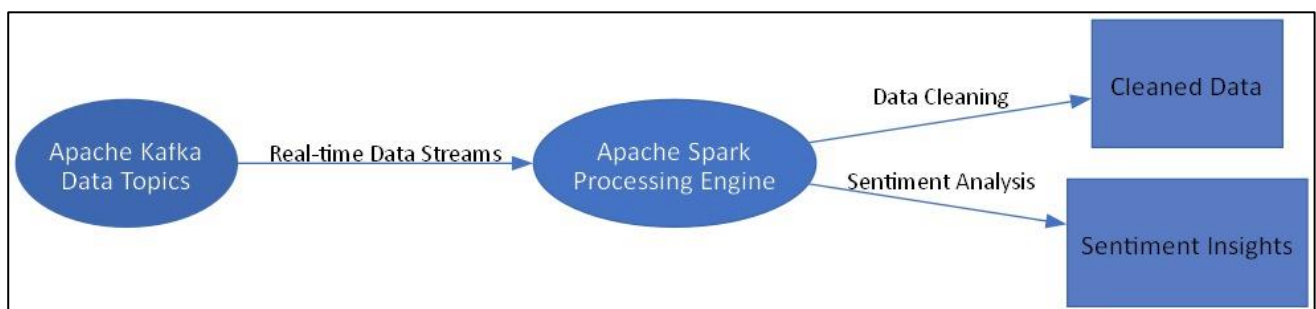 Apache Kafka
Data Topics
Real-time Data Streams
Apache Spark
Processing Engine
Data Cleaning
Cleaned Data
Sentiment Analysis
Sentiment Insights